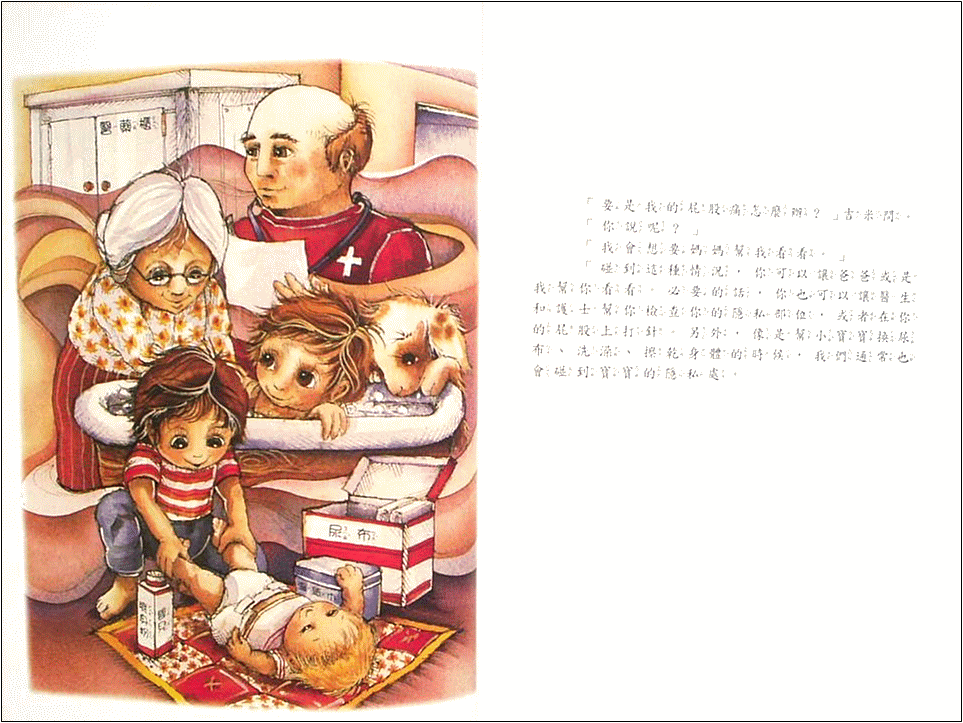 醫藥櫃
尿布
嬰兒
「要是我的屁股痛怎麼辦？」吉米問。
「你說呢？」
「我會想要媽媽幫我看看。」
「碰到這種情況，你可以讓爸爸或是
我幫你看看。必要的話，你也可以讓醫生
和護士幫你檢查你的隱私部位，或者在你
的屁股上打針。另外，像是幫小寶寶換尿
布、洗澡、擦乾身體的時候，我們通常也
會碰到寶寶的隱私處。